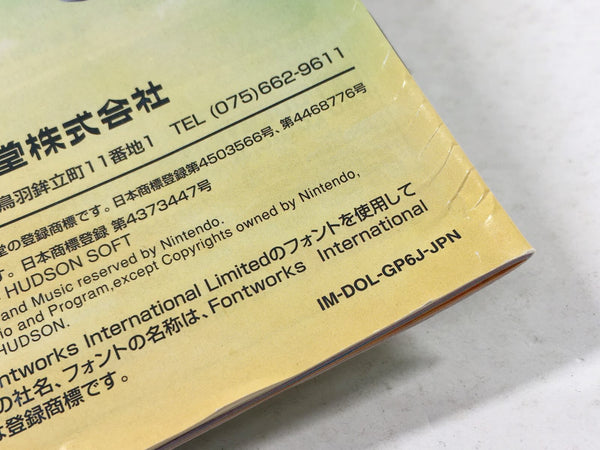 堂株式会社
鳥羽鉾立町11番地1 TEL (075)662-9611
の登録商標です。日本商標登録第4503566号、第4468776号
す。日本商標登録 第4373447号
HUDSON SOFT
and Music reserved by Nintendo.
io and Program,except Copyrights owned by Nintendo,
HUDSON.
ntworks International Limitedのフォントを使用して
の社名、フォントの名称は、Fontworks International
は登録商標です。
IM-DOL-GP6J-JPN